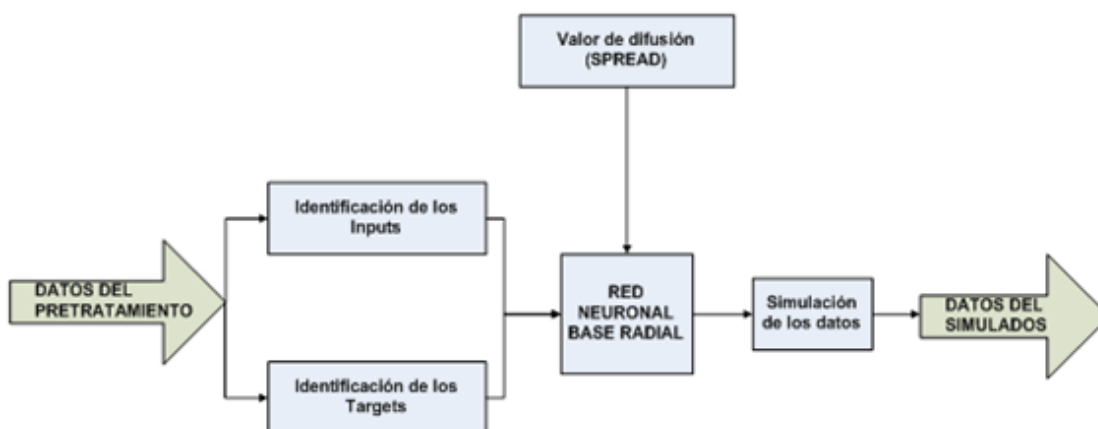 Valor de difusión
(SPREAD)
Identificación de los
Inputs
DATOS DEL
PRETRATAMIENTO
RED
NEURONAL
BASE RADIAL
Simulación
de los datos
DATOS DEL
SIMULADOS
Identificación de los
Targets